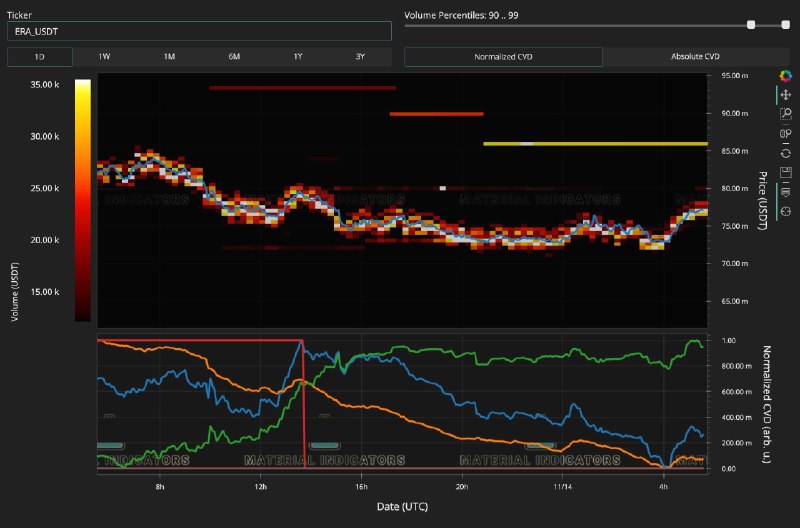 Ticker
Volume Percentiles: 90 .. 99
ERA_USDT
1D 1W 1M 6M 1Y 3Y
Normalized CVD Absolute CVD
35.00 k
30.00 k
25.00 k
20.00 k
15.00 k
Volume (USDT)
95.00 m
90.00 m
85.00 m
80.00 m
75.00 m
70.00 m
65.00 m
Price (USDT)
MATERIAL INDICATORS
MATERIAL INDICATORS
1.00
800.00 m
600.00 m
400.00 m
200.00 m
0.00
Normalized CVD (arb. u.)
INDICATORS
MATERIAL INDICATORS
MATERIAL INDICATORS
8h 12h 16h 20h 11/14 4h
Date (UTC)